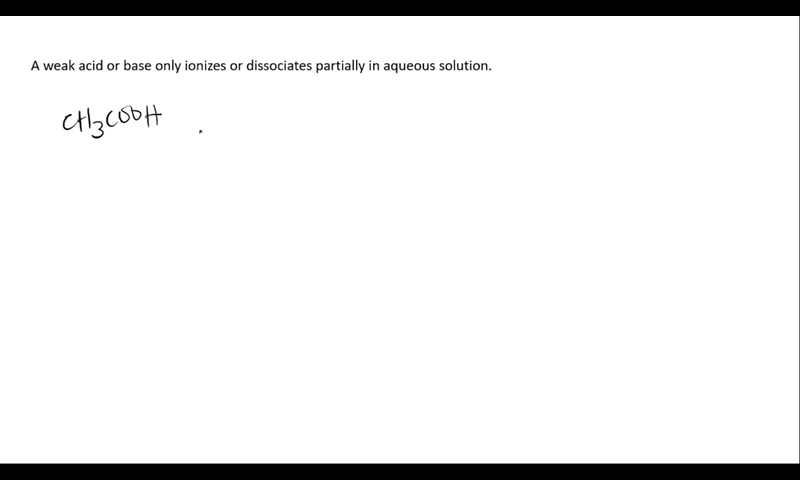 A weak acid or base only ionizes or dissociates partially in aqueous solution.
CH3COOH